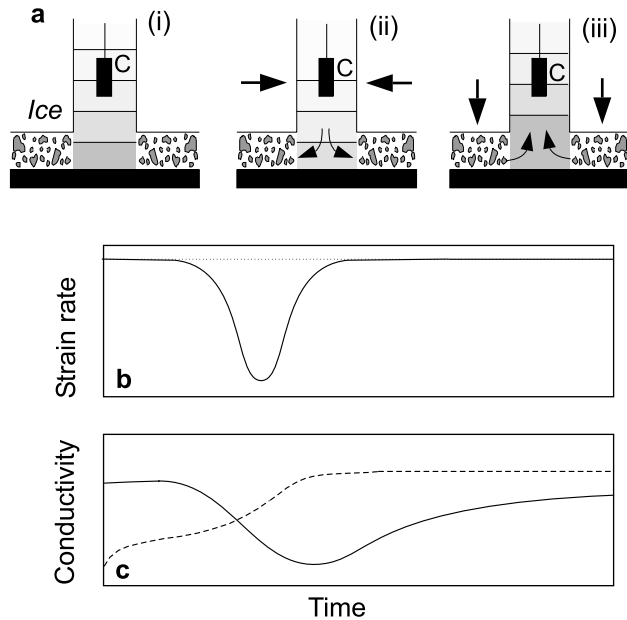 a (i) (ii) (iii)
C C C
Ice
Strain rate
b
Conductivity
c
Time